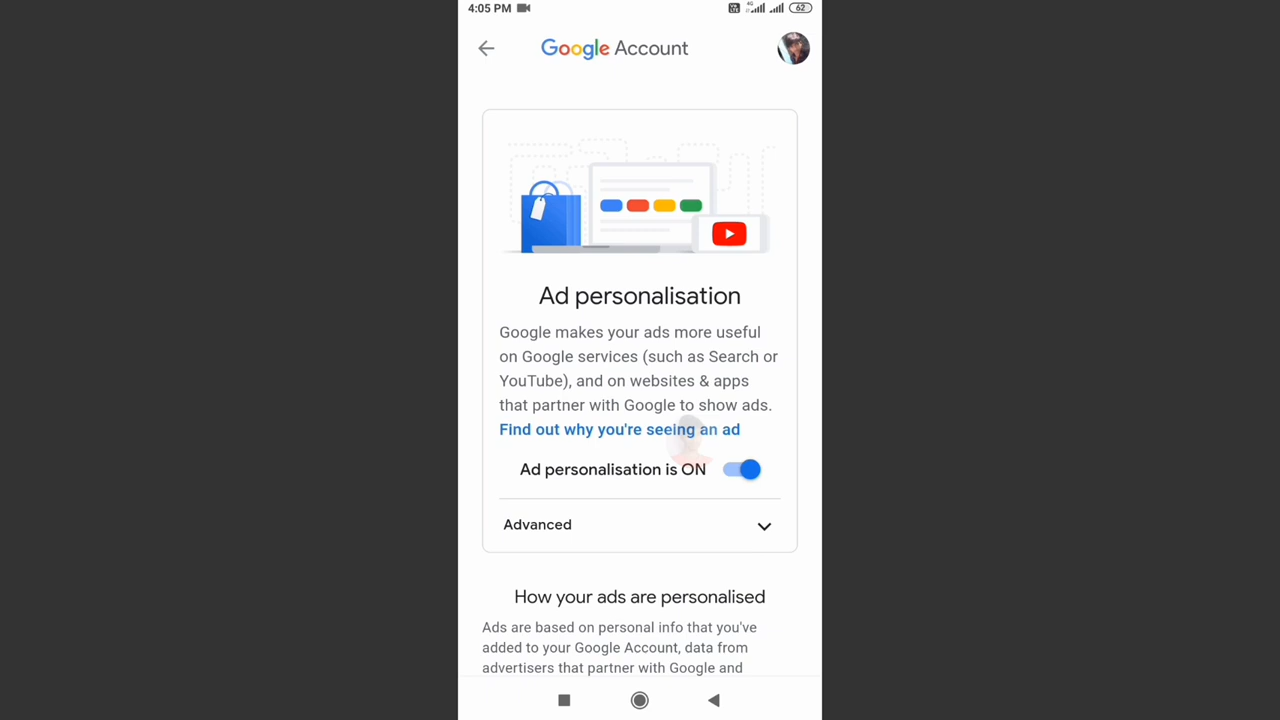 4:05 PM
4G
62
Google Account
Ad personalisation
Google makes your ads more useful
on Google services (such as Search or
YouTube), and on websites & apps
that partner with Google to show ads.
Find out why you're seeing an ad
Ad personalisation is ON
Advanced
How your ads are personalised
Ads are based on personal info that you've
added to your Google Account, data from
advertisers that partner with Google and